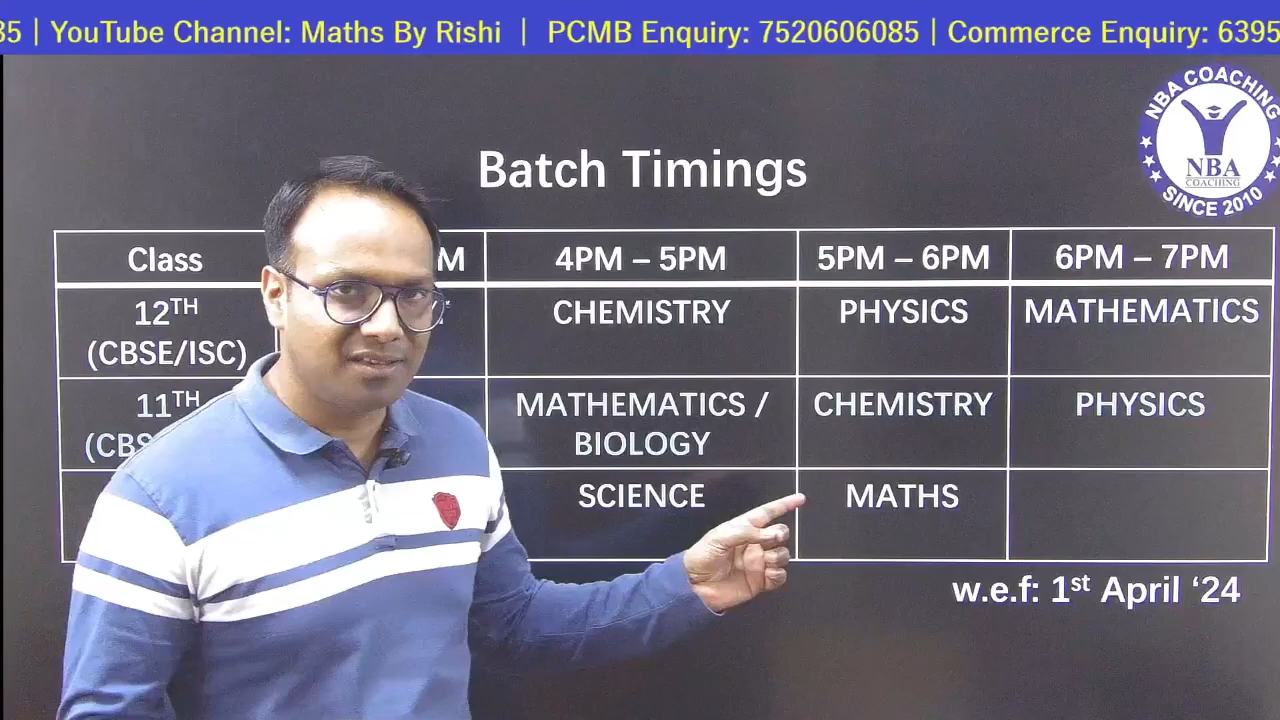 35 | YouTube Channel: Maths By Rishi | PCMB Enquiry: 7520606085 | Commerce Enquiry: 6395
NBA COACHING
NBA
COACHING
SINCE 2010
Batch Timings
Class M 4PM – 5PM 5PM – 6PM 6PM – 7PM
12TH CHEMISTRY PHYSICS MATHEMATICS
(CBSE/ISC)
11TH MATHEMATICS / CHEMISTRY PHYSICS
(CBS BIOLOGY
SCIENCE MATHS
w.e.f: 1st April ‘24